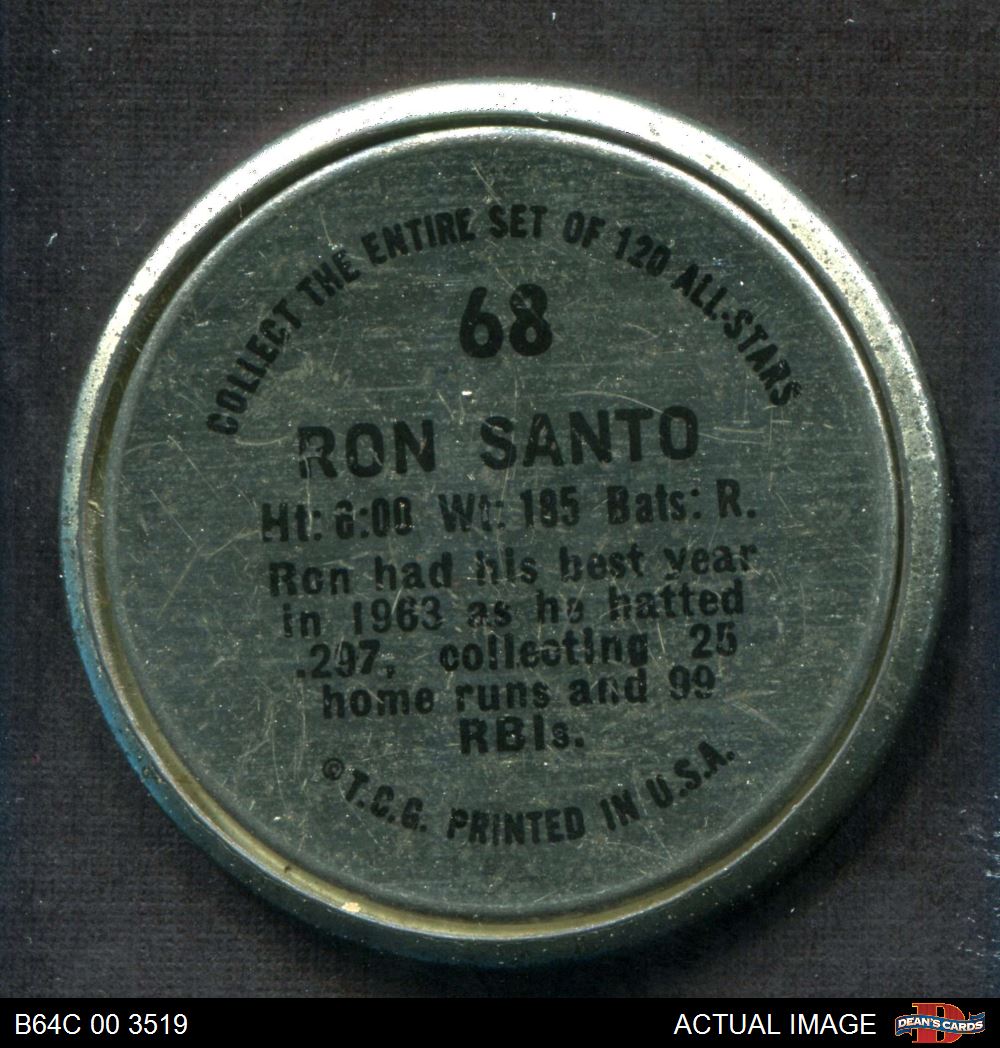 COLLECT THE ENTIRE SET OF 120 ALL-STARS
68
RON SANTO
Ht: 6:00 Wt: 185 Bats: R.
Ron had his best year
in 1963 as he batted
.297, collecting 25
home runs and 99
RBIs.
© T.C.G. PRINTED IN U.S.A.
B64C 00 3519
ACTUAL IMAGE
DEAN'S CARDS